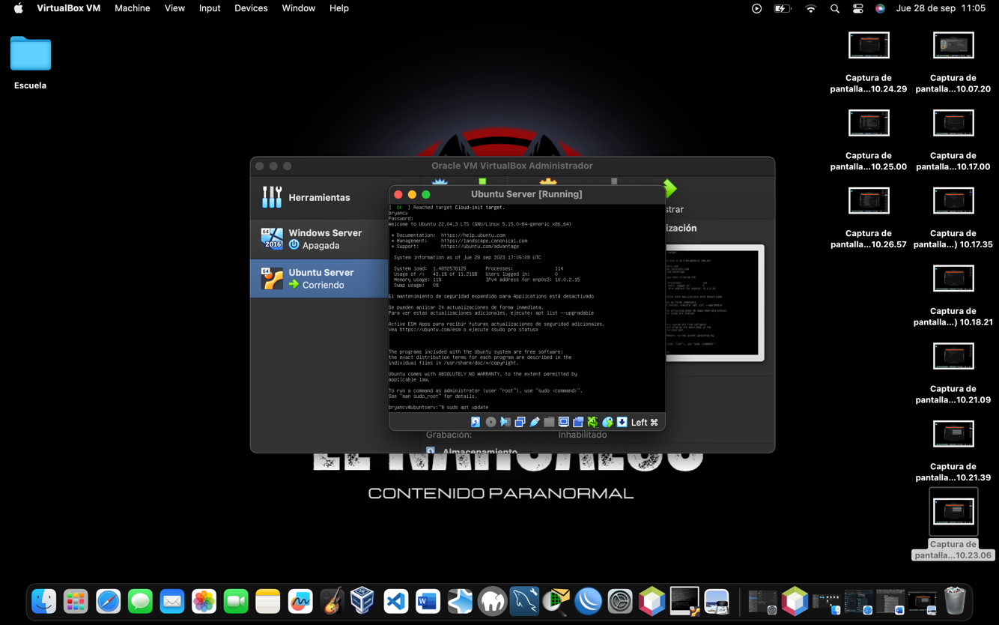 VirtualBox VM Machine View Input Devices Window Help
Jue 28 de sep 11:05
Escuela
Captura de
pantalla...10.24.29
Captura de
pantalla...10.07.20
Captura de
pantalla...10.25.00
Captura de
pantalla...10.17.00
Captura de
pantalla...10.26.57
Captura de
pantalla...) 10.17.35
Captura de
pantalla...) 10.18.21
Captura de
pantalla...10.21.09
Captura de
pantalla...10.21.39
Captura de
pantalla...10.23.06
Oracle VM VirtualBox Administrador
Herramientas
64
2016
Windows Server
Apagada
64
Ubuntu Server
Corriendo
strar
ización
Ubuntu Server [Running]
[ OK ] Reached target Cloud-init target.
bryancv
Password:
Welcome to Ubuntu 22.04.3 LTS (GNU/Linux 5.15.0-84-generic x86_64)
* Documentation: https://help.ubuntu.com
* Management: https://landscape.canonical.com
* Support: https://ubuntu.com/advantage
System information as of jue 28 sep 2023 17:05:08 UTC
System load: 1.4892578125 Processes: 114
Usage of /: 43.1% of 11.21GB Users logged in: 0
Memory usage: 11% IPv4 address for enp0s3: 10.0.2.15
Swap usage: 0%
El mantenimiento de seguridad expandido para Applications está desactivado
Se pueden aplicar 24 actualizaciones de forma inmediata.
Para ver estas actualizaciones adicionales, ejecute: apt list --upgradable
Active ESM Apps para recibir futuras actualizaciones de seguridad adicionales.
Vea https://ubuntu.com/esm o ejecute «sudo pro status»
The programs included with the Ubuntu system are free software;
the exact distribution terms for each program are described in the
individual files in /usr/share/doc/*/copyright.
Ubuntu comes with ABSOLUTELY NO WARRANTY, to the extent permitted by
applicable law.
To run a command as administrator (user "root"), use "sudo <command>".
See "man sudo_root" for details.
bryancv@ubuntserv:~$ sudo apt update
Left ⌘
Grabación: Inhabilitado
Almacenamiento
CONTENIDO PARANORMAL